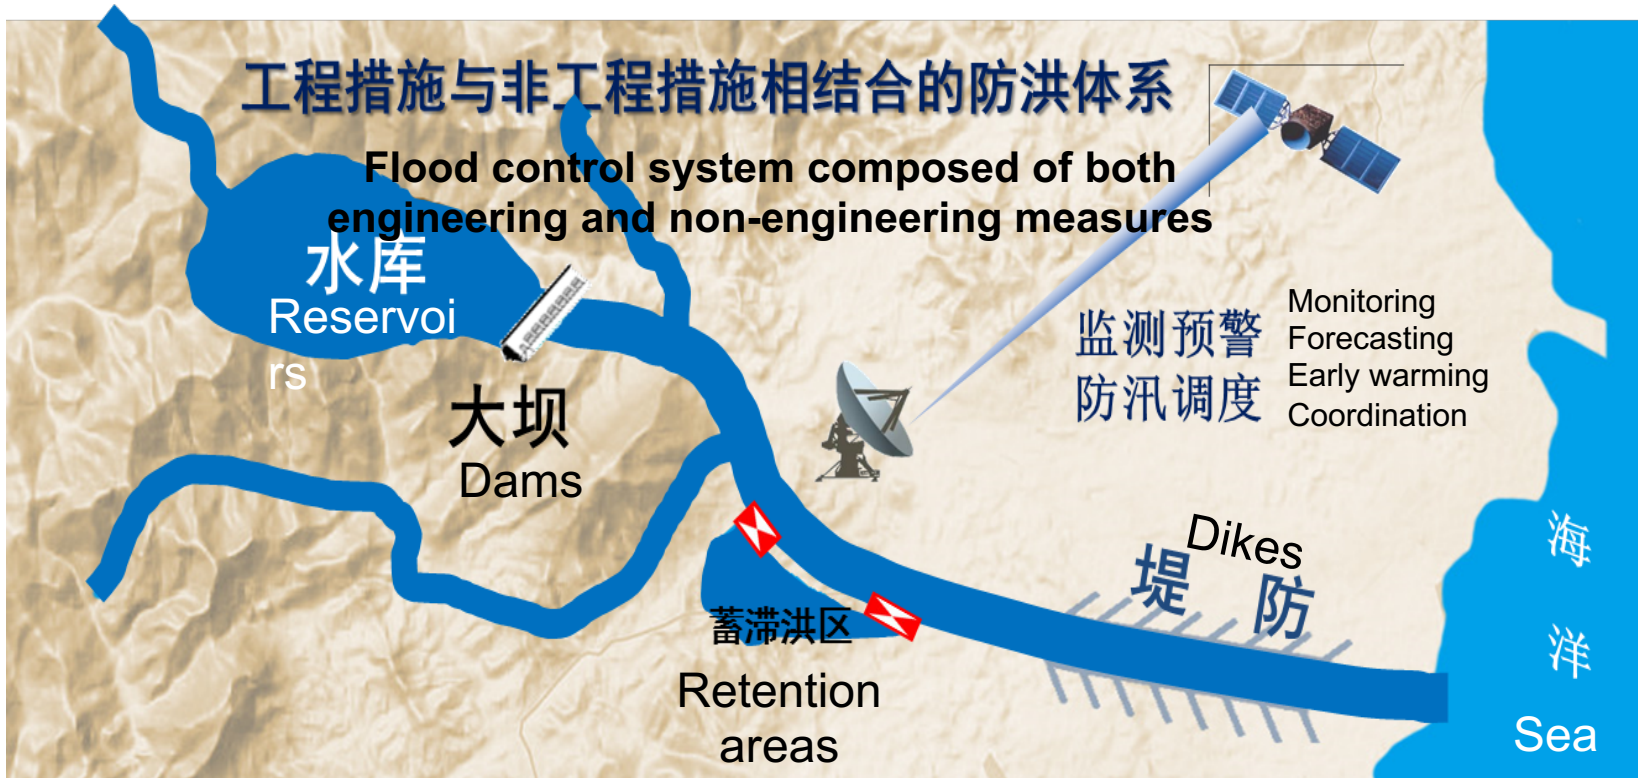 工程措施与非工程措施相结合的防洪体系
Flood control system composed of both
engineering and non-engineering measures
水库
Reservoi
rs
大坝
Dams
监测预警
防汛调度
Monitoring
Forecasting
Early warming
Coordination
Dikes
堤 防
蓄滞洪区
Retention
areas
海
洋
Sea